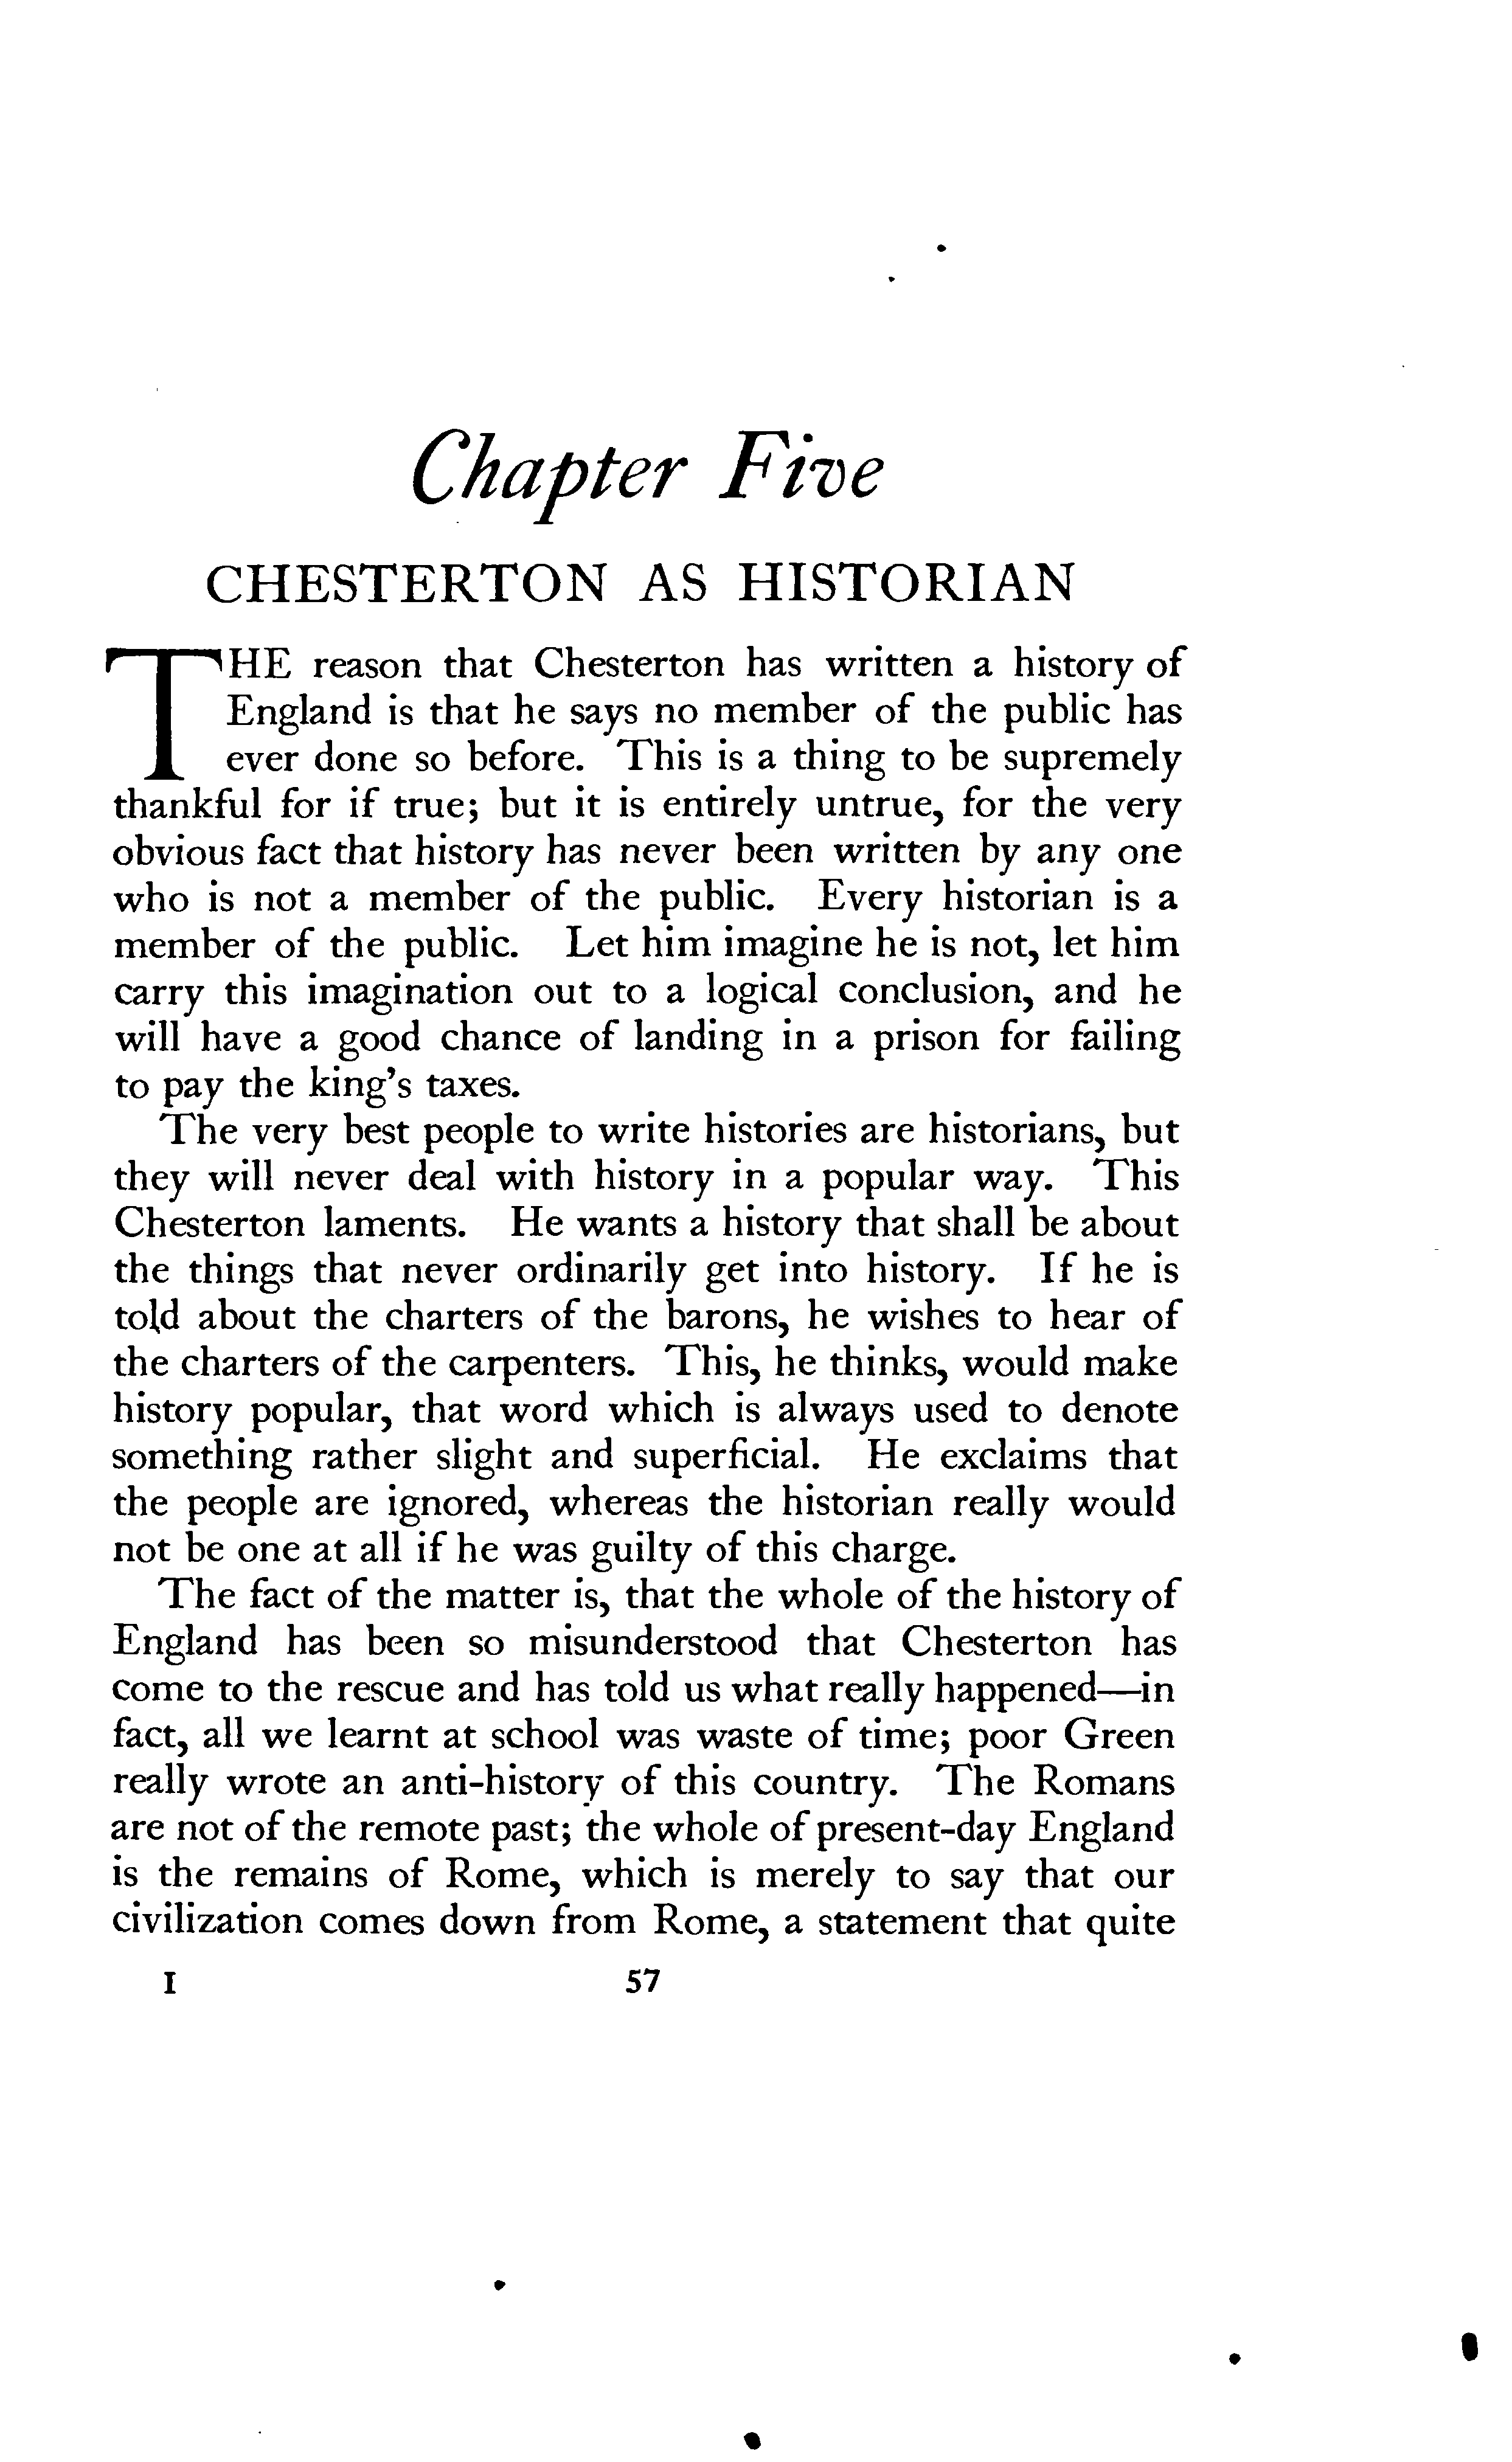 Chapter Five
CHESTERTON AS HISTORIAN
THE reason that Chesterton has written a history of
England is that he says no member of the public has
ever done so before. This is a thing to be supremely
thankful for if true; but it is entirely untrue, for the very
obvious fact that history has never been written by any one
who is not a member of the public. Every historian is a
member of the public. Let him imagine he is not, let him
carry this imagination out to a logical conclusion, and he
will have a good chance of landing in a prison for failing
to pay the king's taxes.
The very best people to write histories are historians, but
they will never deal with history in a popular way. This
Chesterton laments. He wants a history that shall be about
the things that never ordinarily get into history. If he is
told about the charters of the barons, he wishes to hear of
the charters of the carpenters. This, he thinks, would make
history popular, that word which is always used to denote
something rather slight and superficial. He exclaims that
the people are ignored, whereas the historian really would
not be one at all if he was guilty of this charge.
The fact of the matter is, that the whole of the history of
England has been so misunderstood that Chesterton has
come to the rescue and has told us what really happened—in
fact, all we learnt at school was waste of time; poor Green
really wrote an anti-history of this country. The Romans
are not of the remote past; the whole of present-day England
is the remains of Rome, which is merely to say that our
civilization comes down from Rome, a statement that quite
I 57